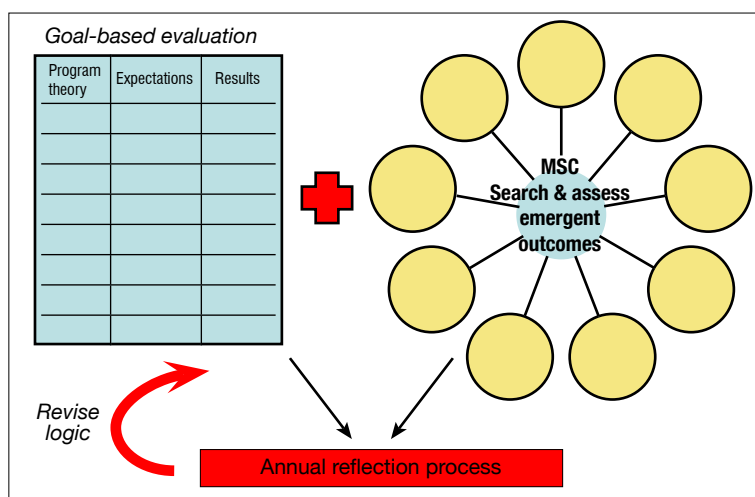 Goal-based evaluation
Program
theory
Expectations
Results
MSC
Search & assess
emergent
outcomes
Revise
logic
Annual reflection process